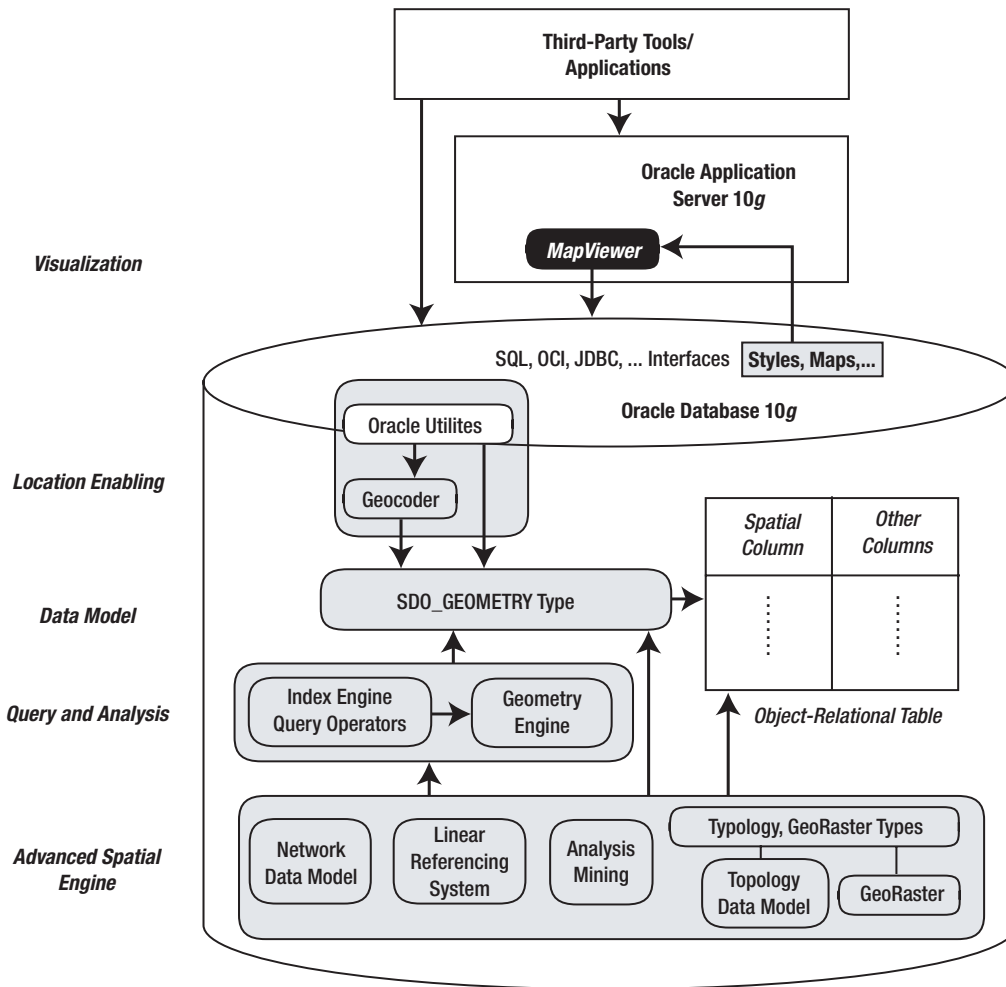 Third-Party Tools/
Applications
Oracle Application
Server 10g
MapViewer
Visualization
SQL, OCI, JDBC, ... Interfaces
Styles, Maps,...
Oracle Database 10g
Oracle Utilites
Location Enabling
Geocoder
Spatial
Column
Other
Columns
SDO_GEOMETRY Type
Data Model
Index Engine
Query Operators
Geometry
Engine
Query and Analysis
Object-Relational Table
Advanced Spatial
Engine
Network
Data Model
Linear
Referencing
System
Analysis
Mining
Typology, GeoRaster Types
Topology
Data Model
GeoRaster